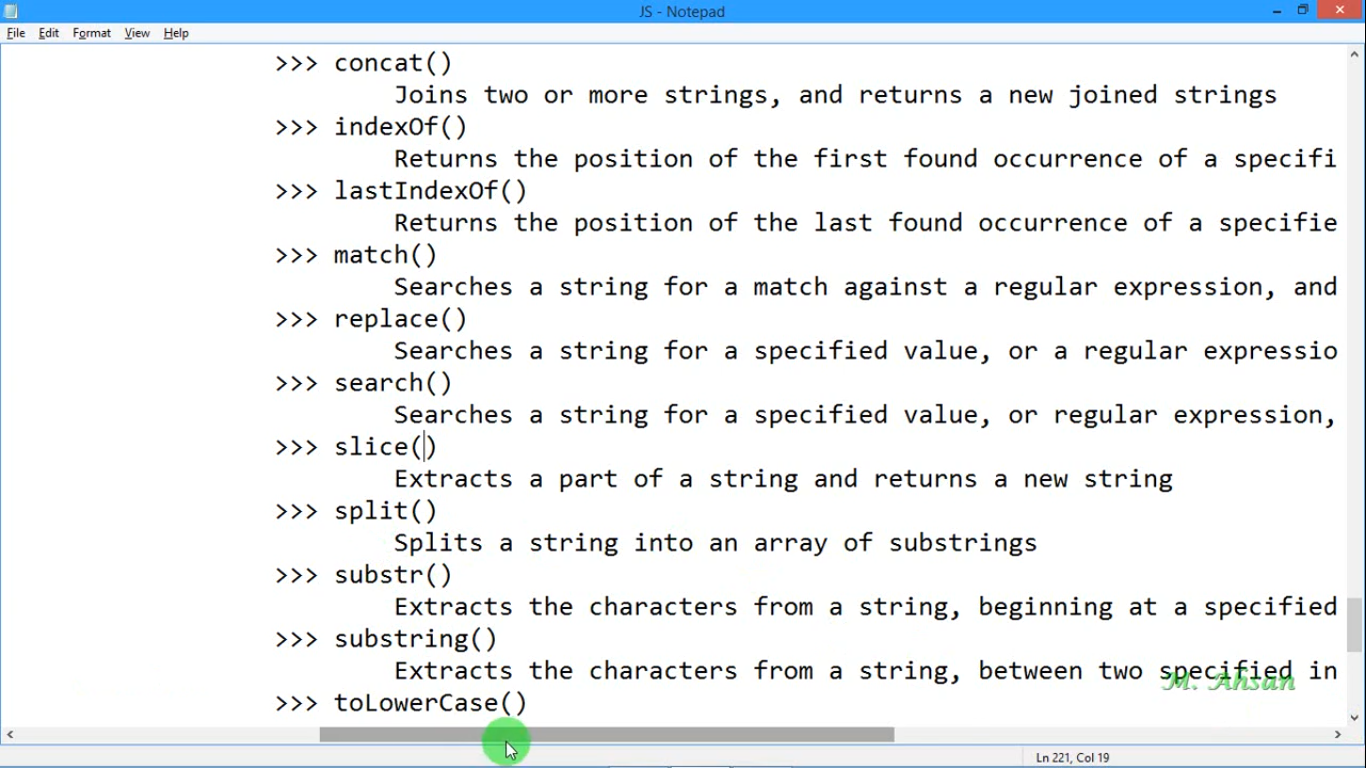 JS - Notepad
File Edit Format View Help
>>> concat()
Joins two or more strings, and returns a new joined strings
>>> indexOf()
Returns the position of the first found occurrence of a specifi
>>> lastIndexOf()
Returns the position of the last found occurrence of a specifie
>>> match()
Searches a string for a match against a regular expression, and
>>> replace()
Searches a string for a specified value, or a regular expressio
>>> search()
Searches a string for a specified value, or regular expression,
>>> slice()
Extracts a part of a string and returns a new string
>>> split()
Splits a string into an array of substrings
>>> substr()
Extracts the characters from a string, beginning at a specified
>>> substring()
Extracts the characters from a string, between two specified in
M. Ahsan
>>> toLowerCase()
Ln 221, Col 19